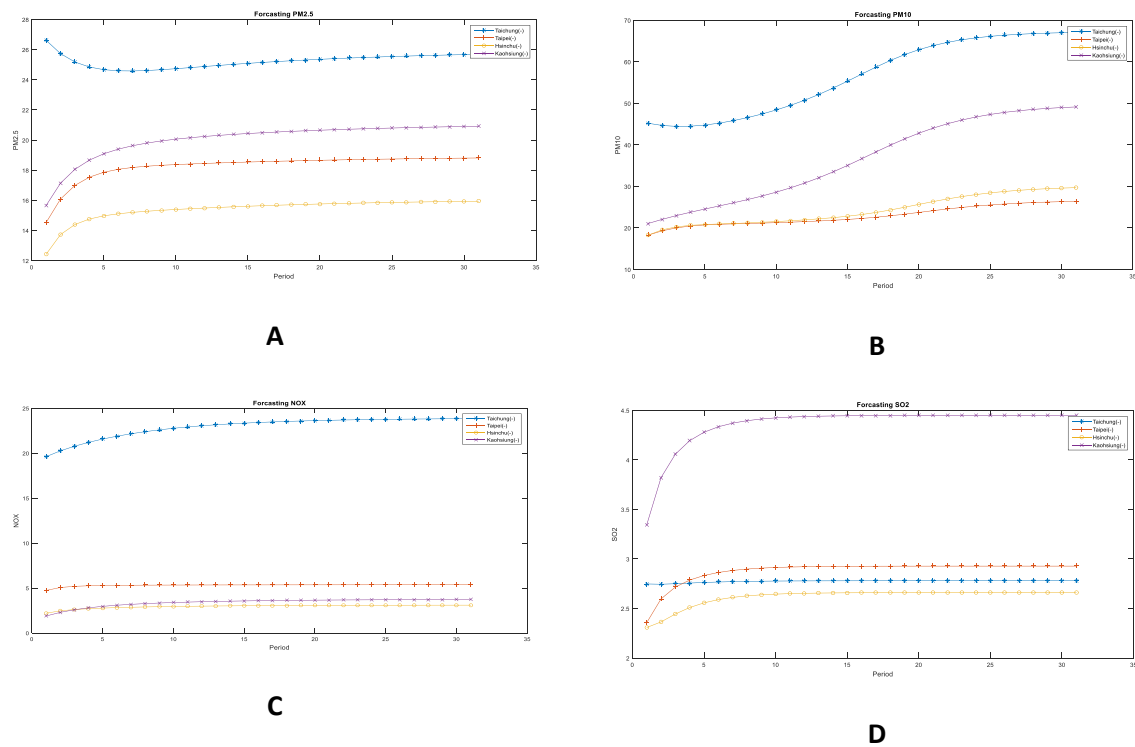 Forcasting PM2.5
28
26
24
22
20
18
16
14
12
PM2.5
0 5 10 15 20 25 30 35
Period
Taichung(-)
Taipei(-)
Hsinchu(-)
Kaohsiung(-)
A
Forcasting PM10
70
60
50
40
30
20
10
PM10
0 5 10 15 20 25 30 35
Period
Taichung(-)
Taipei(-)
Hsinchu(-)
Kaohsiung(-)
B
Forcasting NOX
25
20
15
10
5
0
NOX
0 5 10 15 20 25 30 35
Period
Taichung(-)
Taipei(-)
Hsinchu(-)
Kaohsiung(-)
C
Forcasting SO2
4.5
4
3.5
3
2.5
2
SO2
0 5 10 15 20 25 30 35
Period
Taichung(-)
Taipei(-)
Hsinchu(-)
Kaohsiung(-)
D